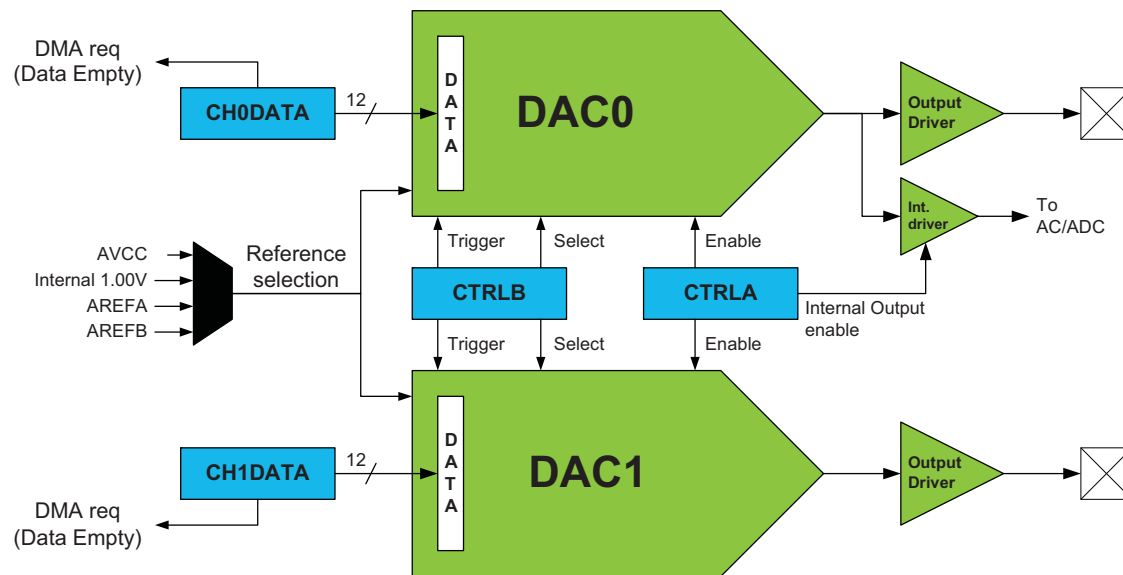 DMA req
(Data Empty)
CH0DATA
12
D
A
T
A
DAC0
Output
Driver
Int.
driver
To
AC/ADC
Trigger
Select
Enable
AVCC
Internal 1.00V
AREFA
AREFB
Reference
selection
CTRLB
CTRLA
Internal Output
enable
Trigger
Select
Enable
CH1DATA
12
D
A
T
A
DAC1
Output
Driver
DMA req
(Data Empty)